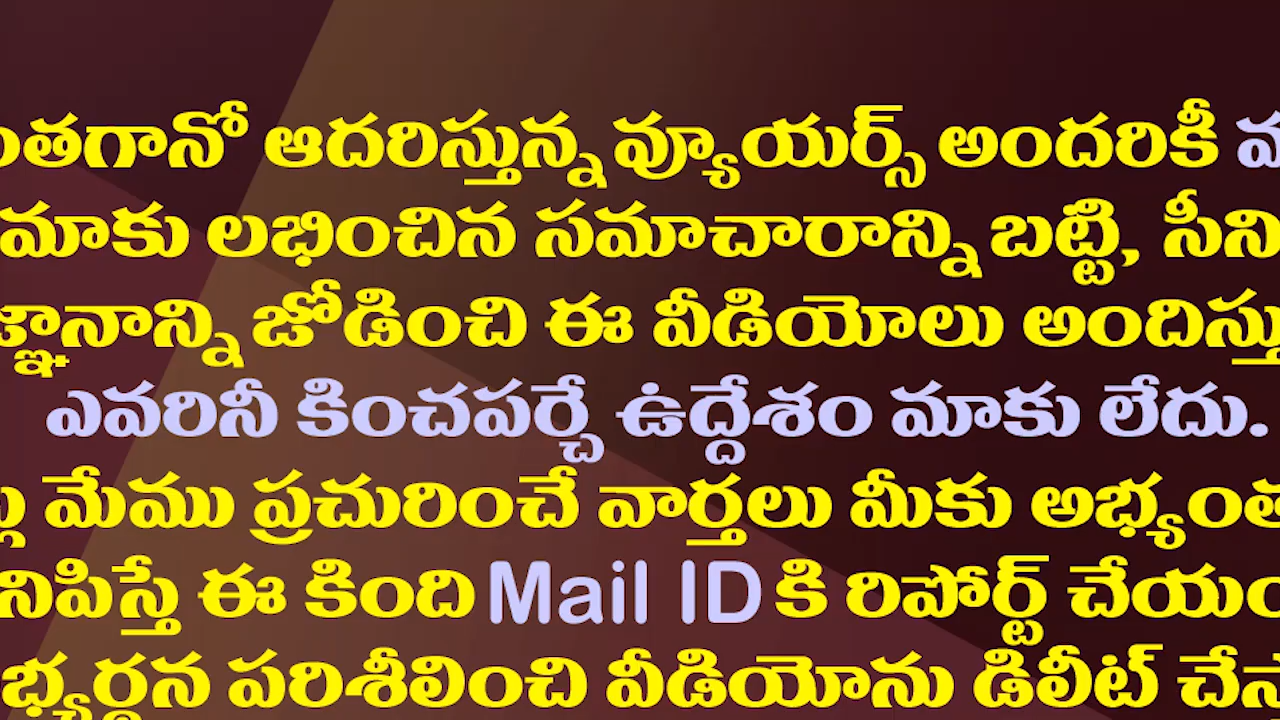 ంతగానో ఆదరిస్తున్న వ్యూయర్స్ అందరికీ
మాకు లభించిన సమాచారాన్ని బట్టి, సీని
జ్ఞానాన్ని జోడించి ఈ వీడియోలు అందిస్తు
ఎవరినీ కించపర్చే ఉద్దేశం మాకు లేదు.
మేము ప్రచురించే వార్తలు మీకు అభ్యంత
నిపిస్తే ఈ కింది Mail ID కి రిపోర్ట్ చేయం
భ్యర్థన పరిశీలించి వీడియోను డిలీట్ చేస